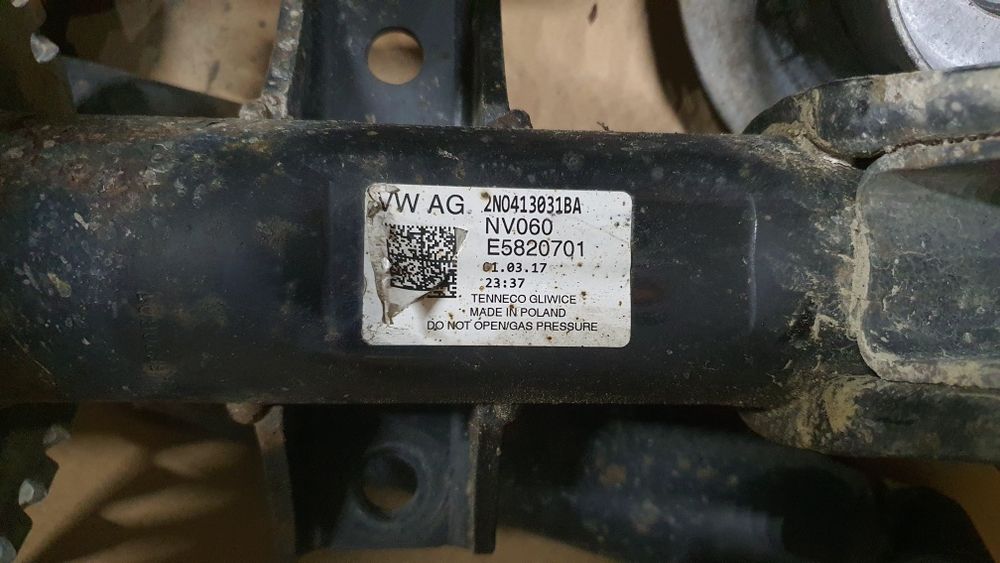 VW AG 2N0413031BA
NV060
E5820701
01.03.17
23:37
TENNECO GLIWICE
MADE IN POLAND
DO NOT OPEN/GAS PRESSURE